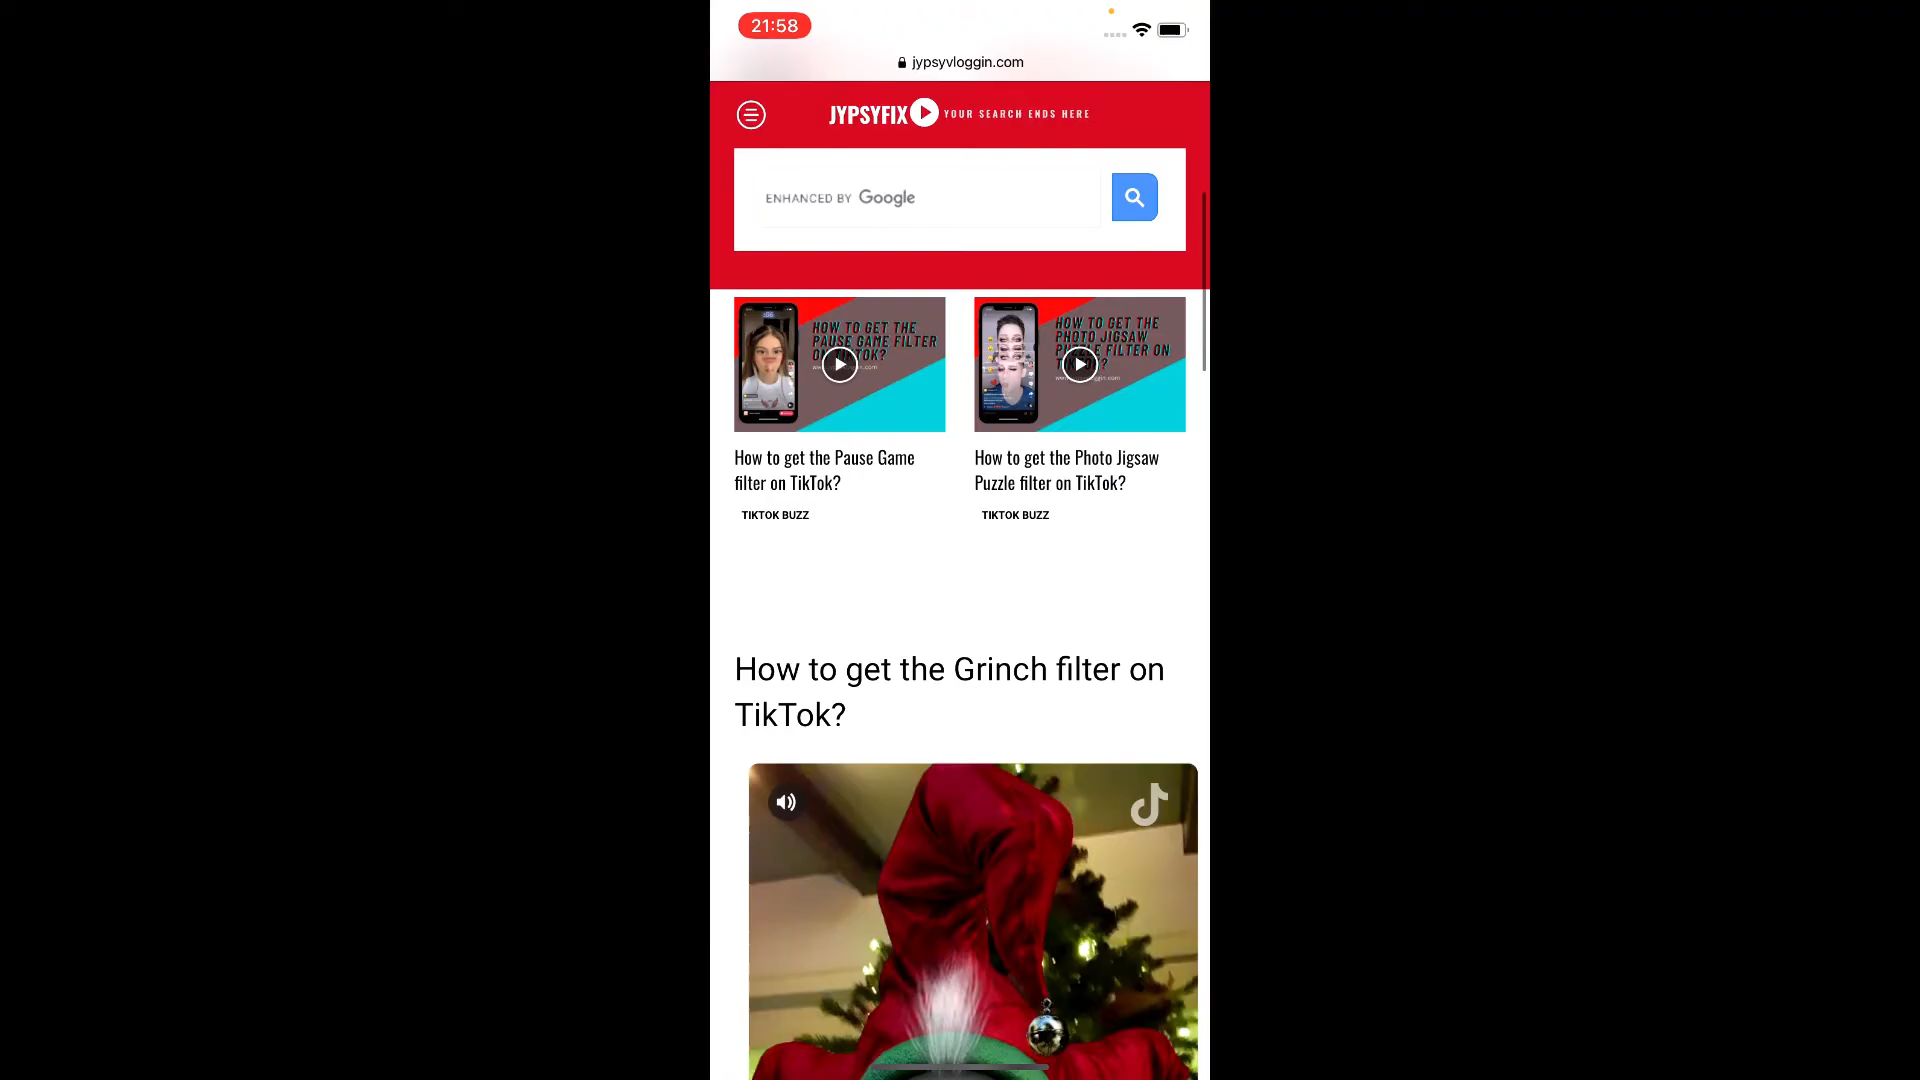 21:58
jypsyvloggin.com
JYPSYFIX YOUR SEARCH ENDS HERE
ENHANCED BY Google
HOW TO GET THE
PAUSE GAME FILTER
ON TIKTOK?
HOW TO GET THE
PHOTO JIGSAW
PUZZLE FILTER ON
How to get the Pause Game
filter on TikTok?
TIKTOK BUZZ
How to get the Photo Jigsaw
Puzzle filter on TikTok?
TIKTOK BUZZ
How to get the Grinch filter on
TikTok?